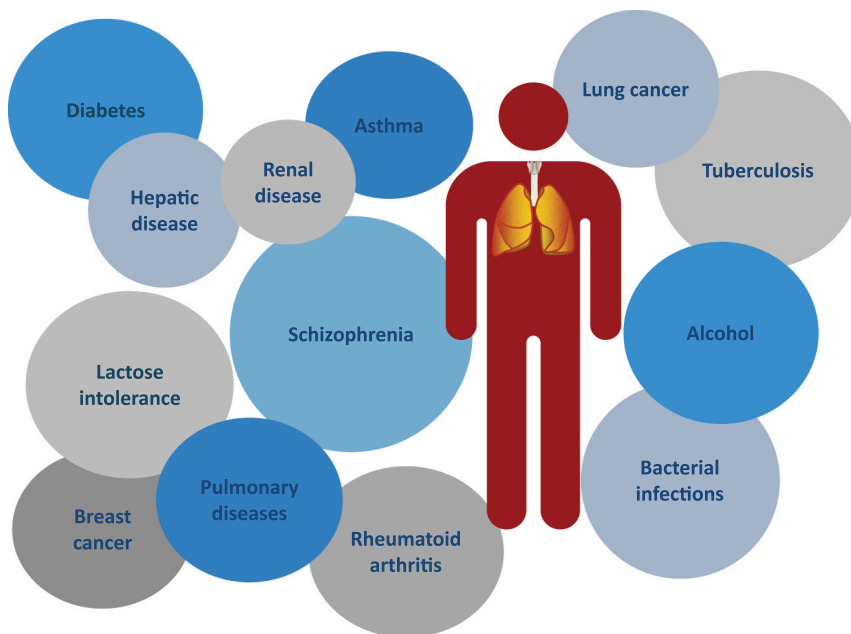 Diabetes
Asthma
Lung cancer
Renal
disease
Tuberculosis
Hepatic
disease
Schizophrenia
Alcohol
Lactose
intolerance
Bacterial
infections
Pulmonary
diseases
Breast
cancer
Rheumatoid
arthritis